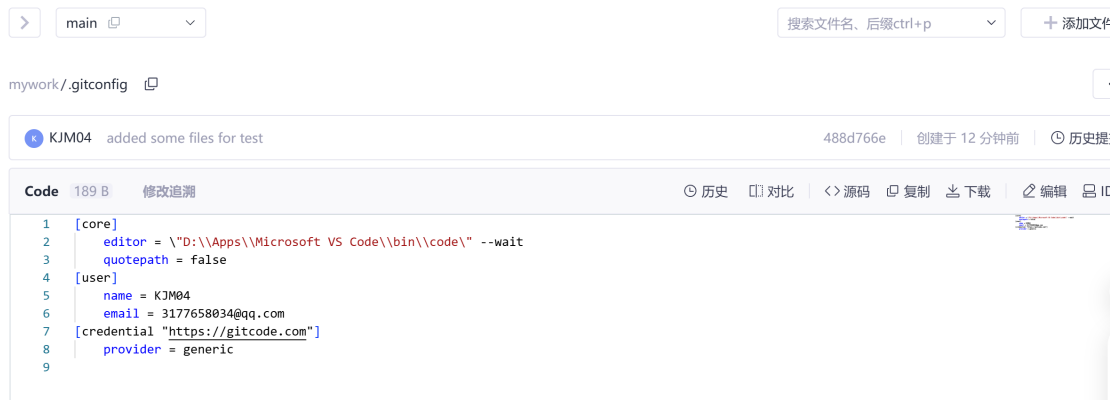 main
搜索文件名、后缀ctrl+p
添加文件
mywork/.gitconfig
K KJM04 added some files for test 488d766e 创建于 12 分钟前 历史提
Code 189 B 修改追溯 历史 对比 源码 复制 下载 编辑
1 [core]
2 editor = \"D:\\Apps\\Microsoft VS Code\\bin\\code\" --wait
3 quotepath = false
4 [user]
5 name = KJM04
6 email = 3177658034@qq.com
7 [credential "https://gitcode.com"]
8 provider = generic
9